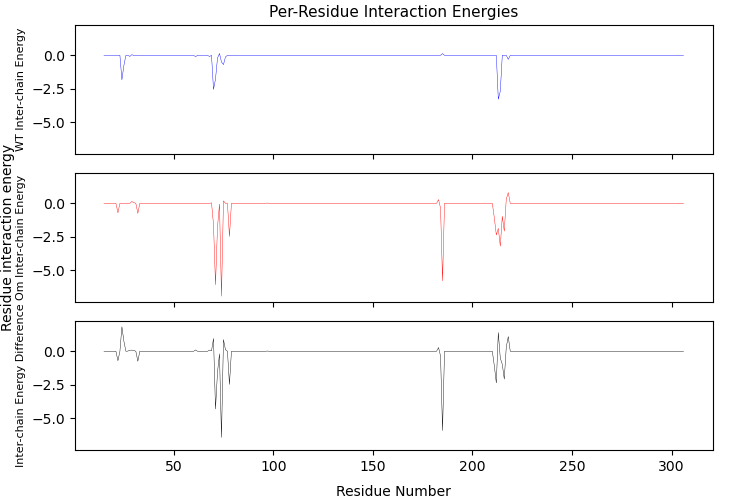 Per-Residue Interaction Energies
Residue interaction energy
WT Inter-chain Energy
0.0
−2.5
−5.0
Om Inter-chain Energy
0.0
−2.5
−5.0
Inter-chain Energy Difference
0.0
−2.5
−5.0
50
100
150
200
250
300
Residue Number